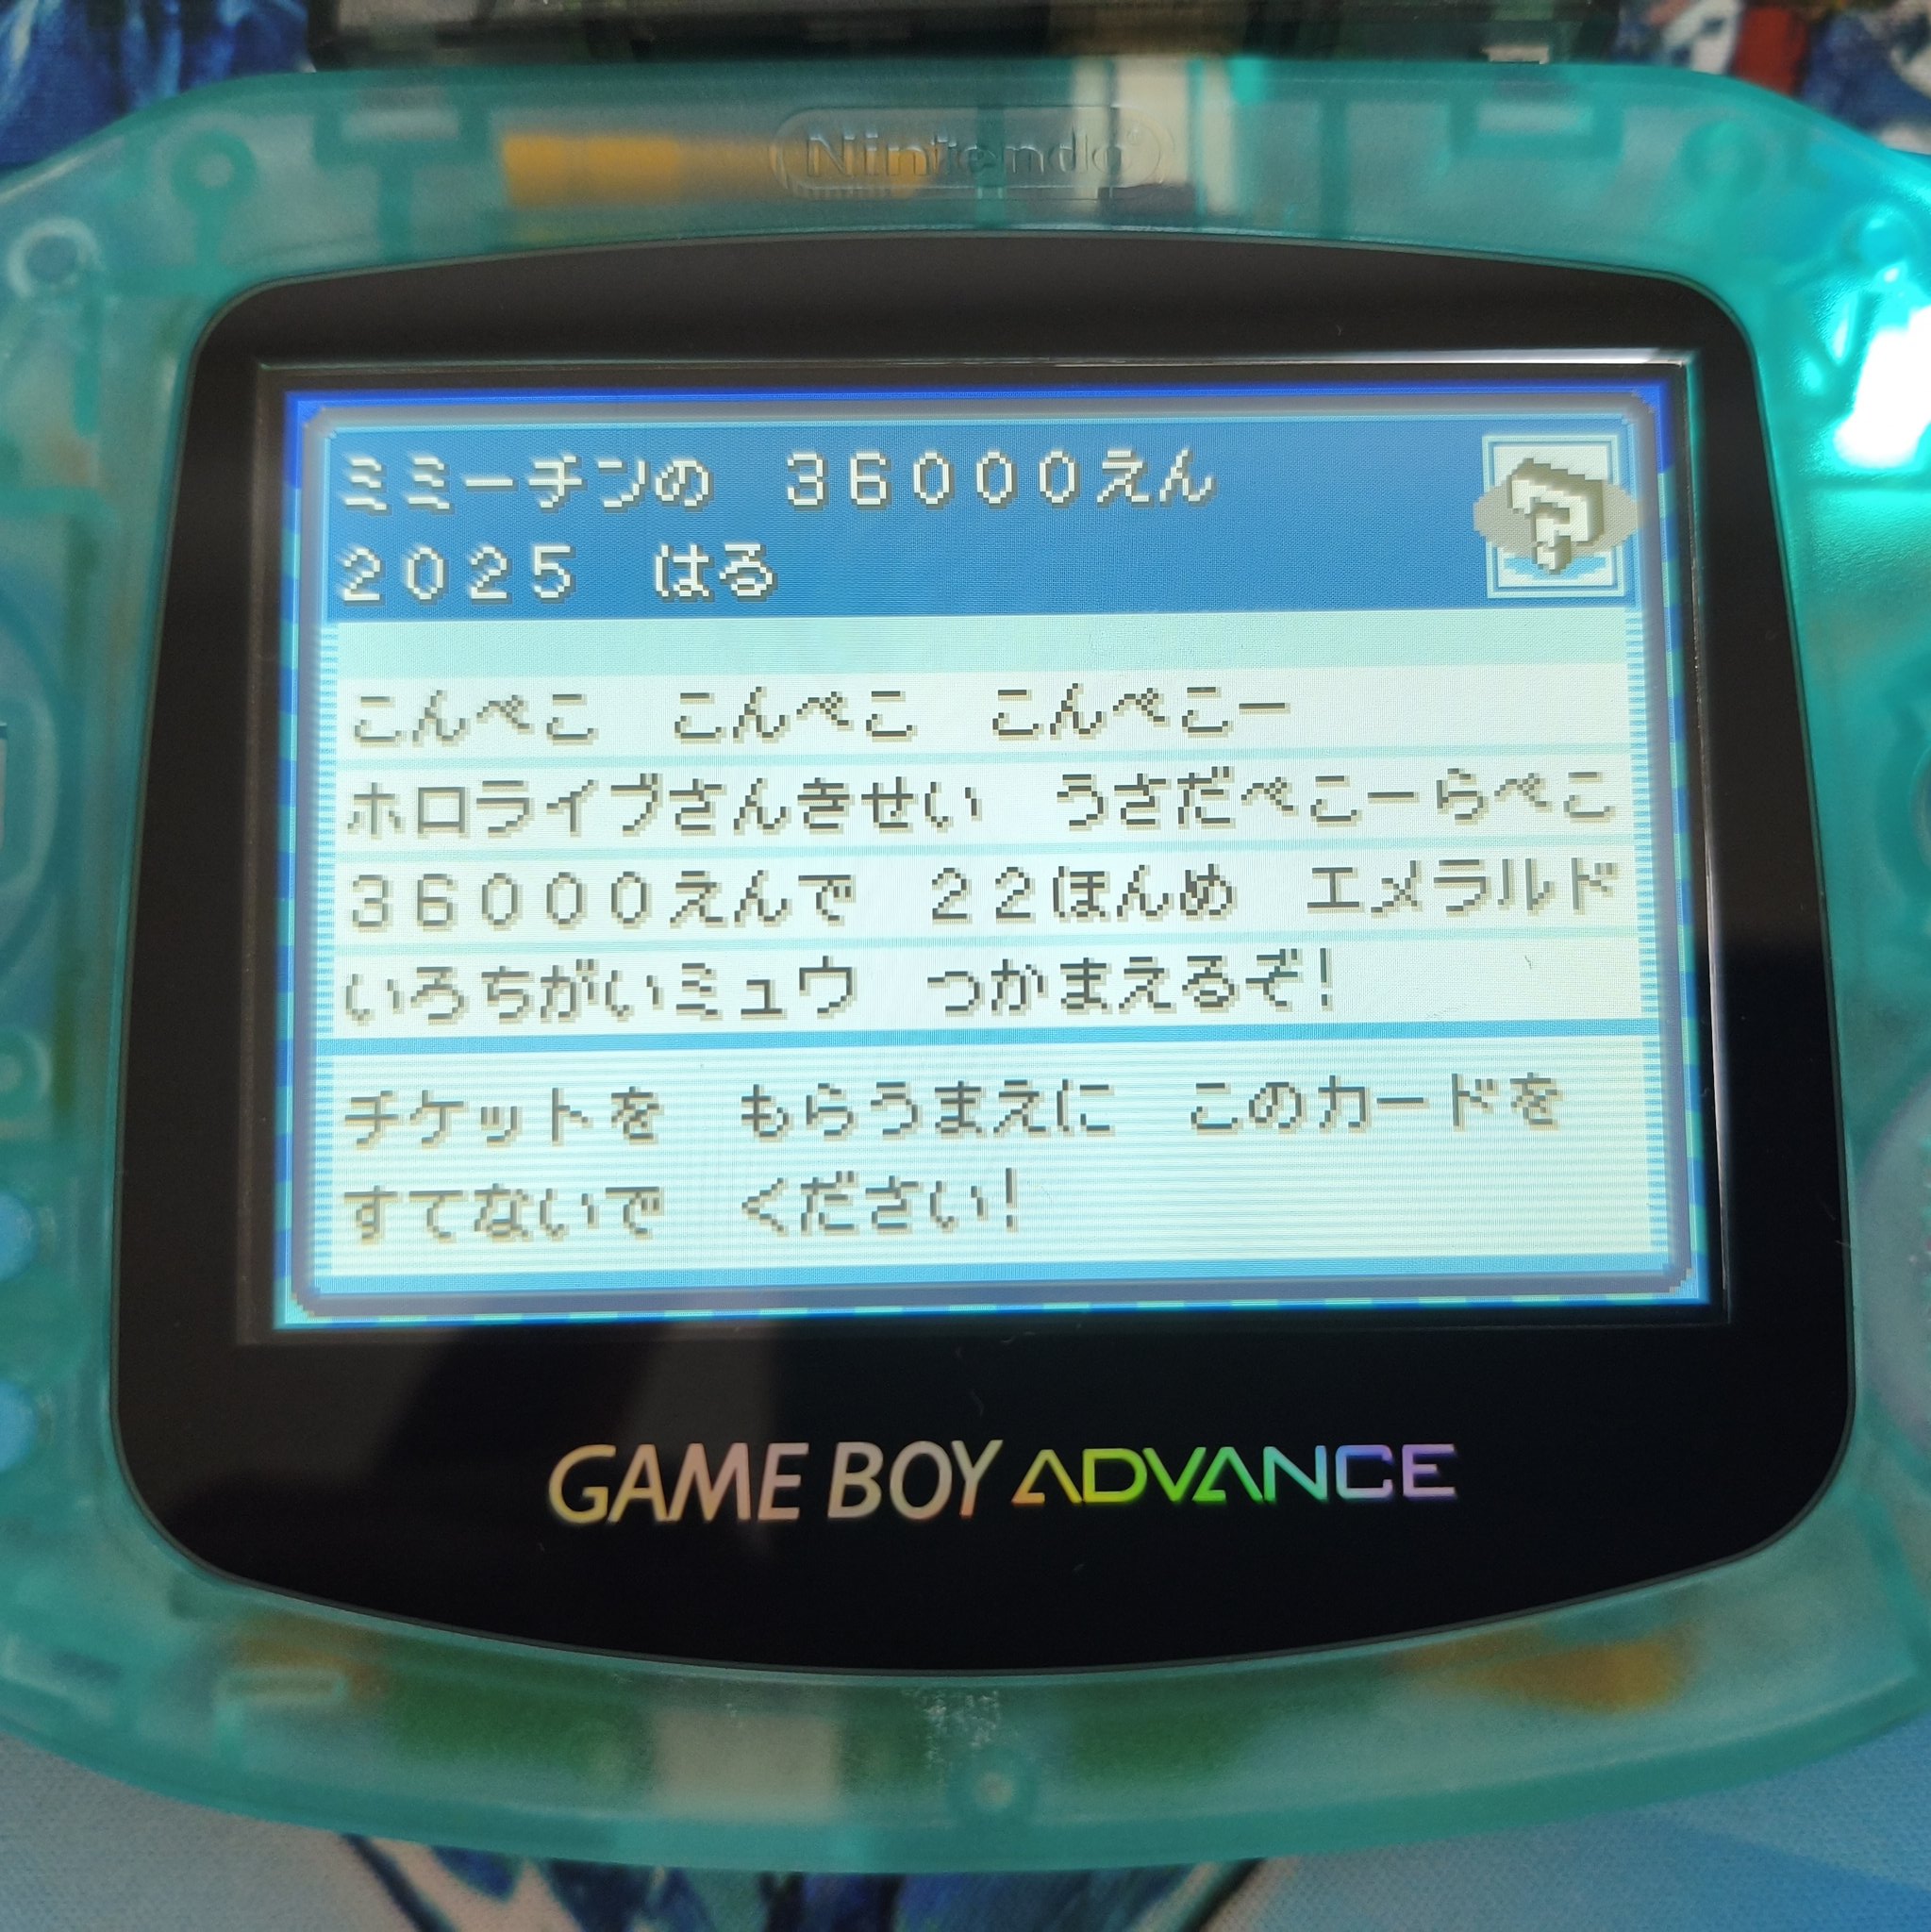 Nintendo®
ミミーチンの　36000えん
2025　はる
こんぺこ　こんぺこ　こんぺこー
ホロライブさんきせい　うさだぺこーらぺこ
36000えんで　22ほんめ　エメラルド
いろちがいミュウ　つかまえるぞ!
チケットを　もらうまえに　このカードを
すてないで　ください!
GAME BOY ADVANCE